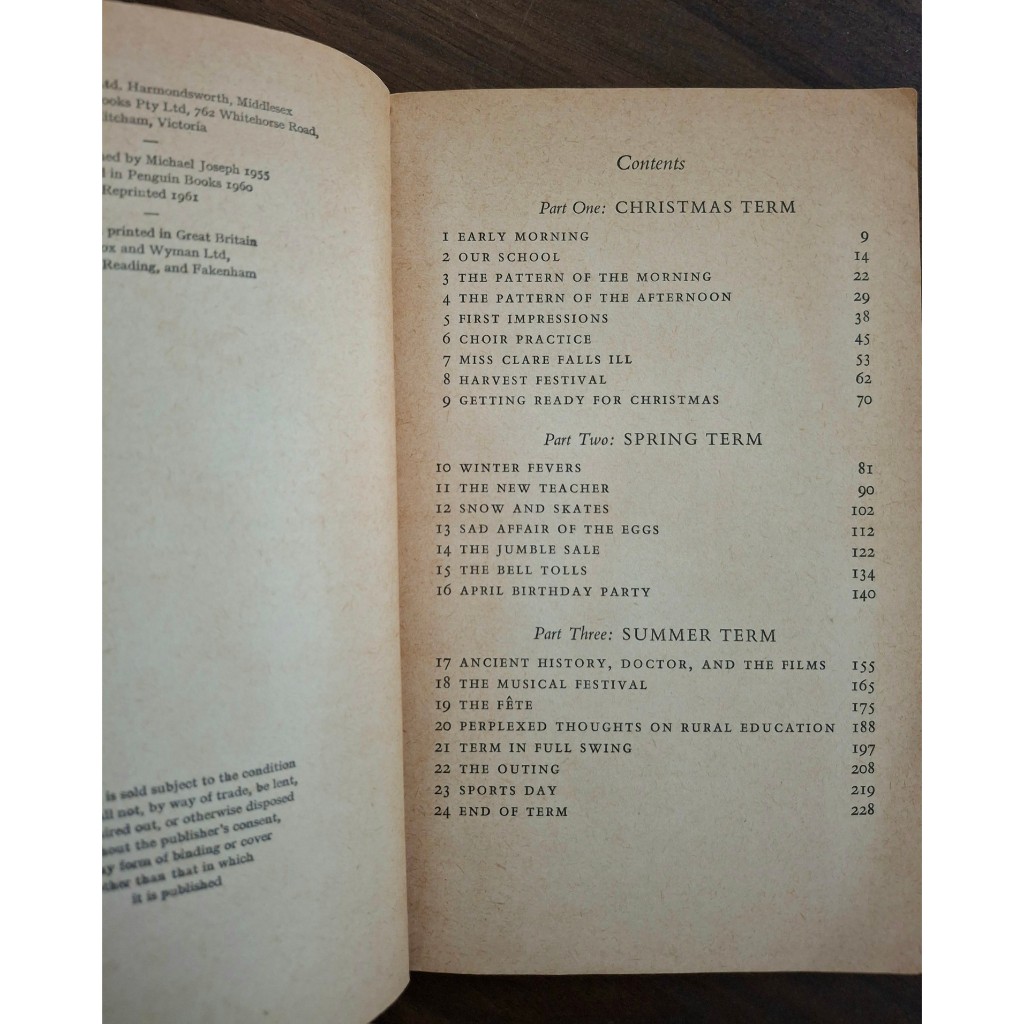 td, Harmondsworth, Middlesex
ooks Pty Ltd, 762 Whitehorse Road,
itcham, Victoria
ed by Michael Joseph 1955
in Penguin Books 1960
Reprinted 1961
printed in Great Britain
ox and Wyman Ltd,
Reading, and Fakenham
is sold subject to the condition
ll not, by way of trade, be lent,
ired out, or otherwise disposed
out the publisher's consent,
y form of binding or cover
ther than that in which
it is published
Contents
Part One: CHRISTMAS TERM
1 EARLY MORNING 9
2 OUR SCHOOL 14
3 THE PATTERN OF THE MORNING 22
4 THE PATTERN OF THE AFTERNOON 29
5 FIRST IMPRESSIONS 38
6 CHOIR PRACTICE 45
7 MISS CLARE FALLS ILL 53
8 HARVEST FESTIVAL 62
9 GETTING READY FOR CHRISTMAS 70
Part Two: SPRING TERM
10 WINTER FEVERS 81
11 THE NEW TEACHER 90
12 SNOW AND SKATES 102
13 SAD AFFAIR OF THE EGGS 112
14 THE JUMBLE SALE 122
15 THE BELL TOLLS 134
16 APRIL BIRTHDAY PARTY 140
Part Three: SUMMER TERM
17 ANCIENT HISTORY, DOCTOR, AND THE FILMS 155
18 THE MUSICAL FESTIVAL 165
19 THE FÊTE 175
20 PERPLEXED THOUGHTS ON RURAL EDUCATION 188
21 TERM IN FULL SWING 197
22 THE OUTING 208
23 SPORTS DAY 219
24 END OF TERM 228